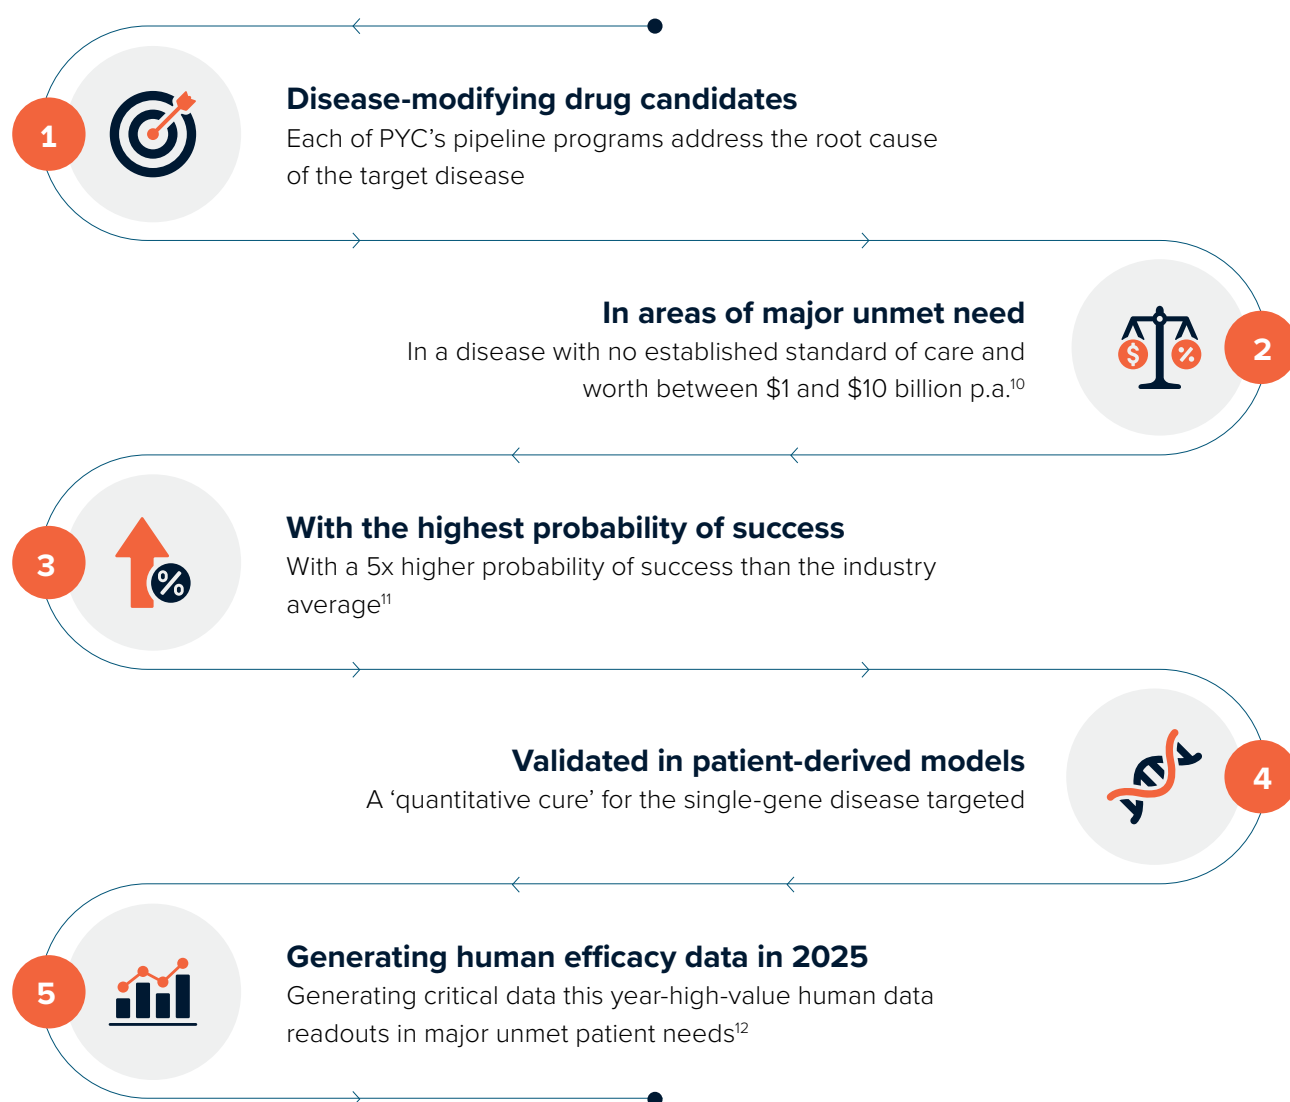 1
Disease-modifying drug candidates
Each of PYC’s pipeline programs address the root cause
of the target disease
In areas of major unmet need
In a disease with no established standard of care and
worth between $1 and $10 billion p.a.¹⁰
$
%
2
3
%
With the highest probability of success
With a 5x higher probability of success than the industry
average¹¹
Validated in patient-derived models
A ‘quantitative cure’ for the single-gene disease targeted
4
5
Generating human efficacy data in 2025
Generating critical data this year-high-value human data
readouts in major unmet patient needs¹²